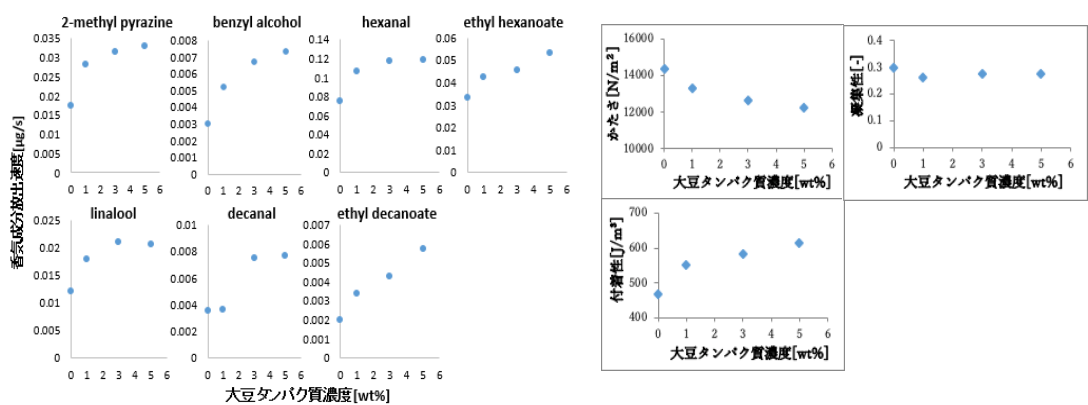 2-methyl pyrazine
benzyl alcohol
hexanal
ethyl hexanoate
0.035
0.03
0.025
0.02
0.015
0.01
0.005
0
0 1 2 3 4 5 6
0.008
0.007
0.006
0.005
0.004
0.003
0.002
0.001
0
0 1 2 3 4 5 6
0.14
0.12
0.1
0.08
0.06
0.04
0.02
0
0 1 2 3 4 5 6
0.06
0.05
0.04
0.03
0.02
0.01
0
0 1 2 3 4 5 6
香気成分放出速度[μg/s]
linalool
decanal
ethyl decanoate
0.025
0.02
0.015
0.01
0.005
0
0 1 2 3 4 5 6
0.01
0.008
0.006
0.004
0.002
0
0 1 2 3 4 5 6
0.007
0.006
0.005
0.004
0.003
0.002
0.001
0
0 1 2 3 4 5 6
大豆タンパク質濃度[wt%]
かたさ[N/m²]
16000
14000
12000
10000
0 1 2 3 4 5 6
大豆タンパク質濃度[wt%]
凝集性[-]
0.4
0.3
0.2
0.1
0
0 1 2 3 4 5 6
大豆タンパク質濃度[wt%]
付着性[J/m³]
700
600
500
400
0 1 2 3 4 5 6
大豆タンパク質濃度[wt%]